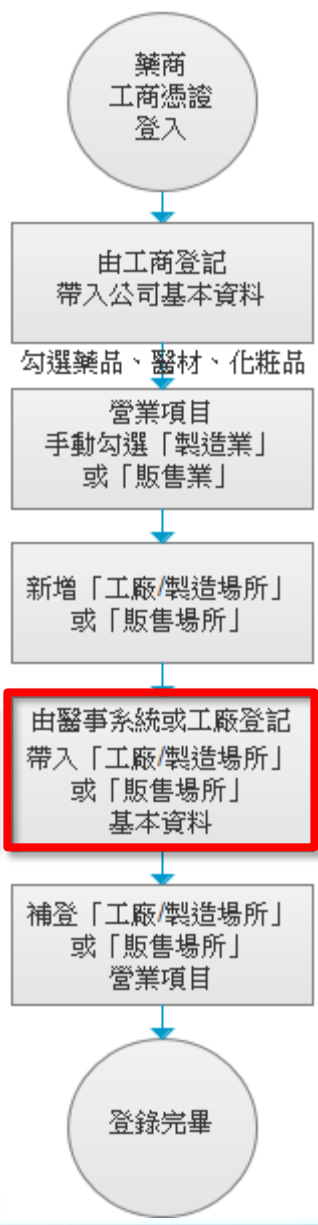 藥商
工商憑證
登入
由工商登記
帶入公司基本資料
勾選藥品、醫材、化粧品
營業項目
手動勾選「製造業」
或「販售業」
新增「工廠/製造場所」
或「販售場所」
由醫事系統或工廠登記
帶入「工廠/製造場所」
或「販售場所」
基本資料
補登「工廠/製造場所」
或「販售場所」
營業項目
登錄完畢